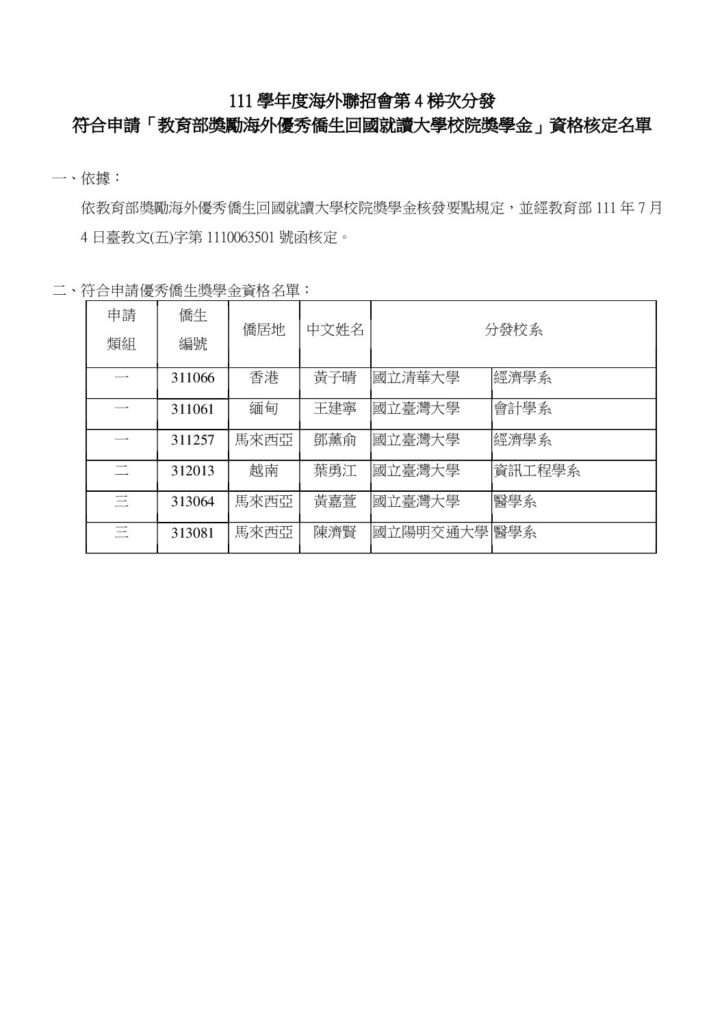 111 學年度海外聯招會第 4 梯次分發
符合申請「教育部獎勵海外優秀僑生回國就讀大學校院獎學金」資格核定名單
一、依據：
依教育部獎勵海外優秀僑生回國就讀大學校院獎學金核發要點規定，並經教育部 111 年 7 月
4 日臺教文(五)字第 1110063501 號函核定。
二、符合申請優秀僑生獎學金資格名單：
申請類組 僑生編號 僑居地 中文姓名 分發校系
一 311066 香港 黃子晴 國立清華大學 經濟學系
一 311061 緬甸 王建寧 國立臺灣大學 會計學系
一 311257 馬來西亞 鄧薰俞 國立臺灣大學 經濟學系
二 312013 越南 葉勇江 國立臺灣大學 資訊工程學系
三 313064 馬來西亞 黃嘉萱 國立臺灣大學 醫學系
三 313081 馬來西亞 陳濟賢 國立陽明交通大學 醫學系